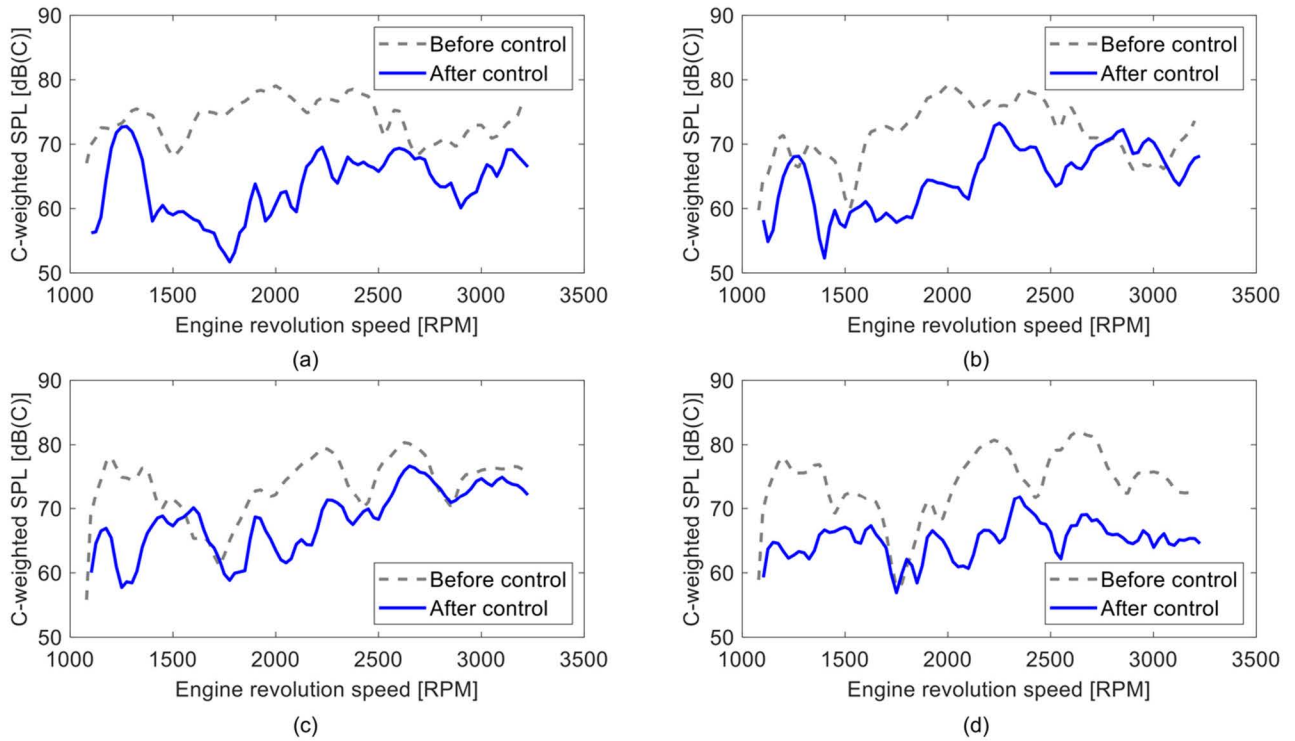 C-weighted SPL [dB(C)]
90
80
70
60
50
Before control
After control
1000 1500 2000 2500 3000 3500
Engine revolution speed [RPM]
(a)
C-weighted SPL [dB(C)]
90
80
70
60
50
Before control
After control
1000 1500 2000 2500 3000 3500
Engine revolution speed [RPM]
(b)
C-weighted SPL [dB(C)]
90
80
70
60
50
Before control
After control
1000 1500 2000 2500 3000 3500
Engine revolution speed [RPM]
(c)
C-weighted SPL [dB(C)]
90
80
70
60
50
Before control
After control
1000 1500 2000 2500 3000 3500
Engine revolution speed [RPM]
(d)